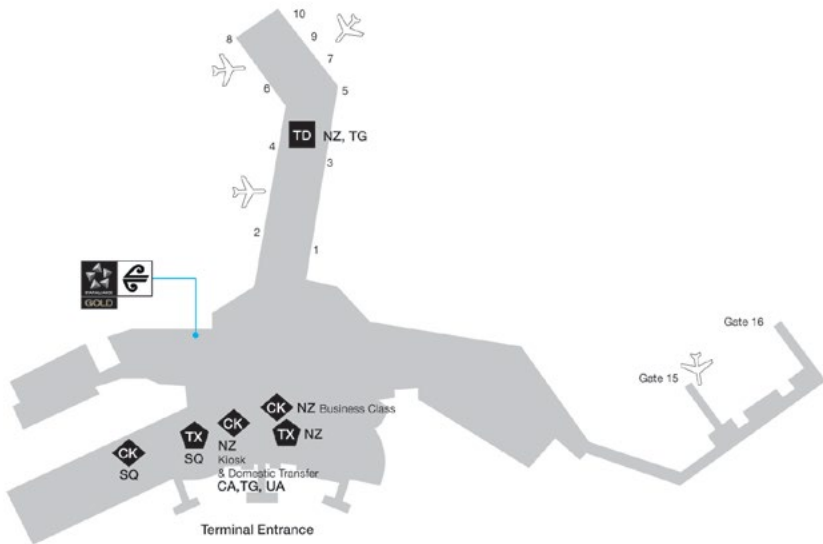 10
8
9
7
6
5
TD NZ, TG
4
3
2
1
GOLD
Gate 16
Gate 15
CK NZ Business Class
CK
TX NZ
TX
NZ
Kiosk
& Domestic Transfer
CA,TG, UA
SQ
CK
SQ
Terminal Entrance